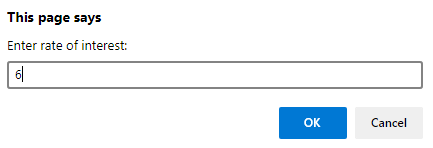 This page says
Enter rate of interest:
6
OK Cancel